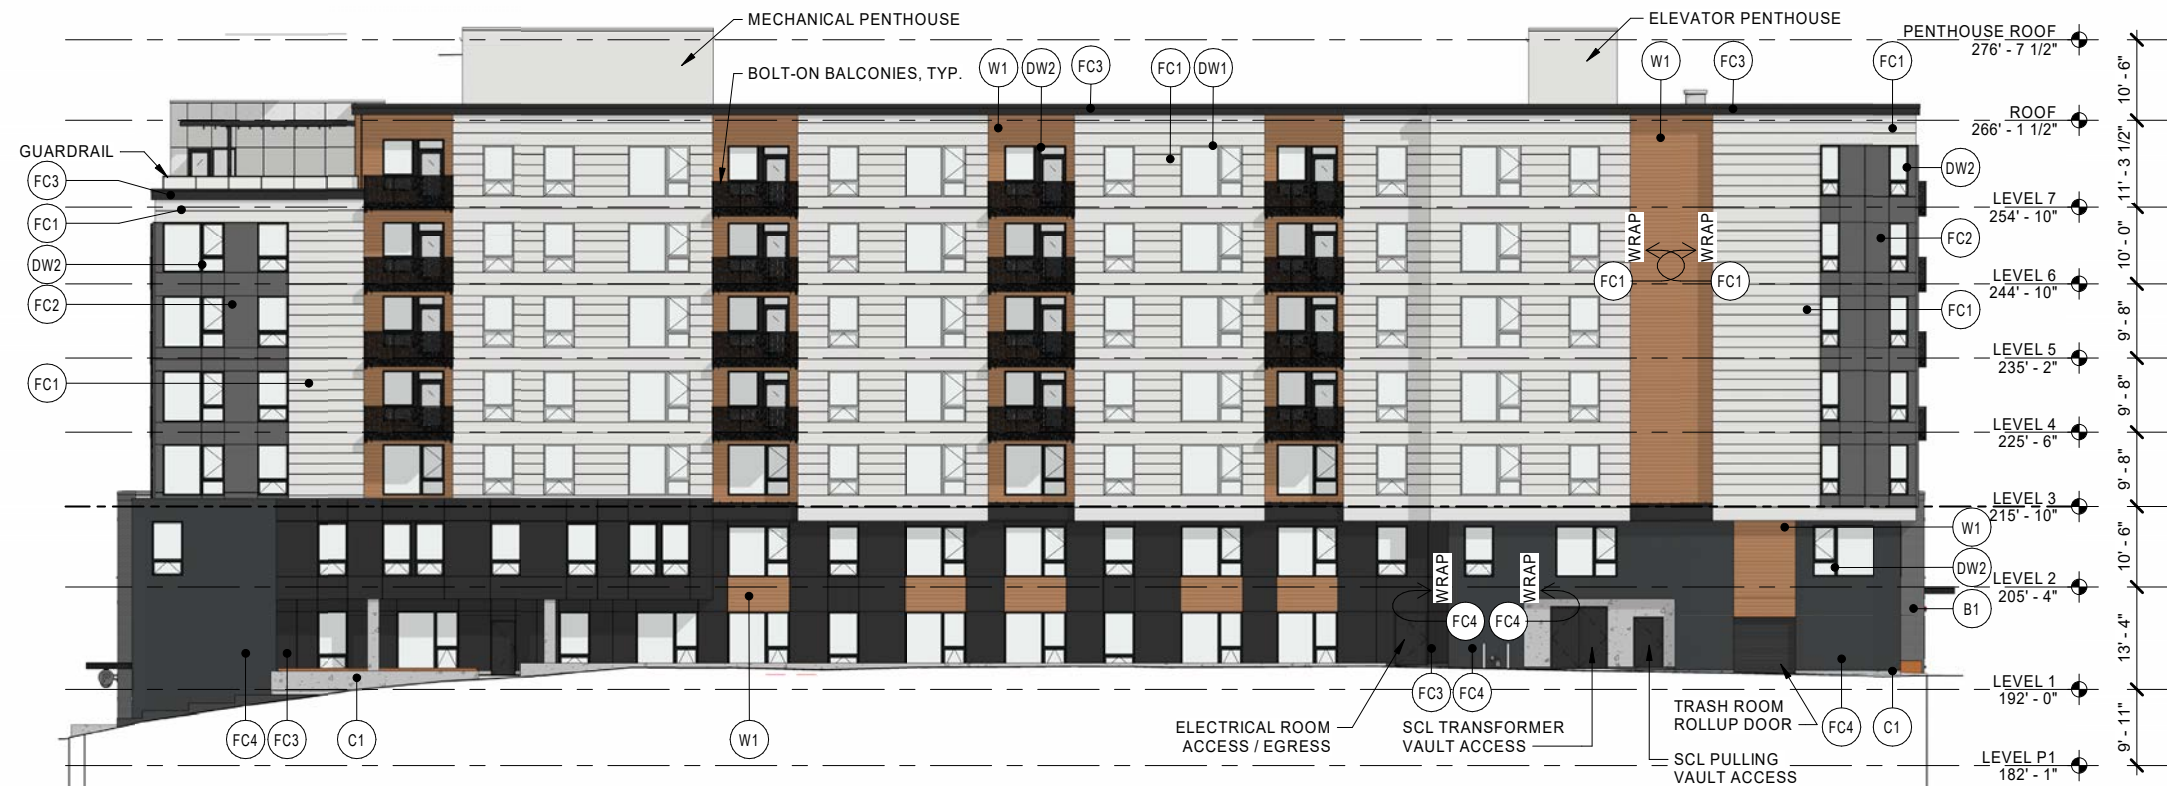 MECHANICAL PENTHOUSE
ELEVATOR PENTHOUSE
PENTHOUSE ROOF
276' - 7 1/2"
BOLT-ON BALCONIES, TYP.
W1
DW2
FC3
FC1
DW1
W1
FC3
FC1
10' - 6"
ROOF
266' - 1 1/2"
GUARDRAIL
FC3
DW2
11' - 3 1/2"
LEVEL 7
254' - 10"
FC1
WRAP
WRAP
FC2
10' - 0"
DW2
FC1
FC1
LEVEL 6
244' - 10"
FC2
FC1
9' - 8"
LEVEL 5
235' - 2"
FC1
9' - 8"
LEVEL 4
225' - 6"
9' - 8"
LEVEL 3
215' - 10"
W1
10' - 6"
WRAP
WRAP
DW2
LEVEL 2
205' - 4"
B1
FC4
FC4
13' - 4"
FC3
FC4
LEVEL 1
192' - 0"
FC4
FC3
C1
W1
ELECTRICAL ROOM
ACCESS / EGRESS
SCL TRANSFORMER
VAULT ACCESS
TRASH ROOM
ROLLUP DOOR
FC4
C1
9' - 11"
SCL PULLING
VAULT ACCESS
LEVEL P1
182' - 1"